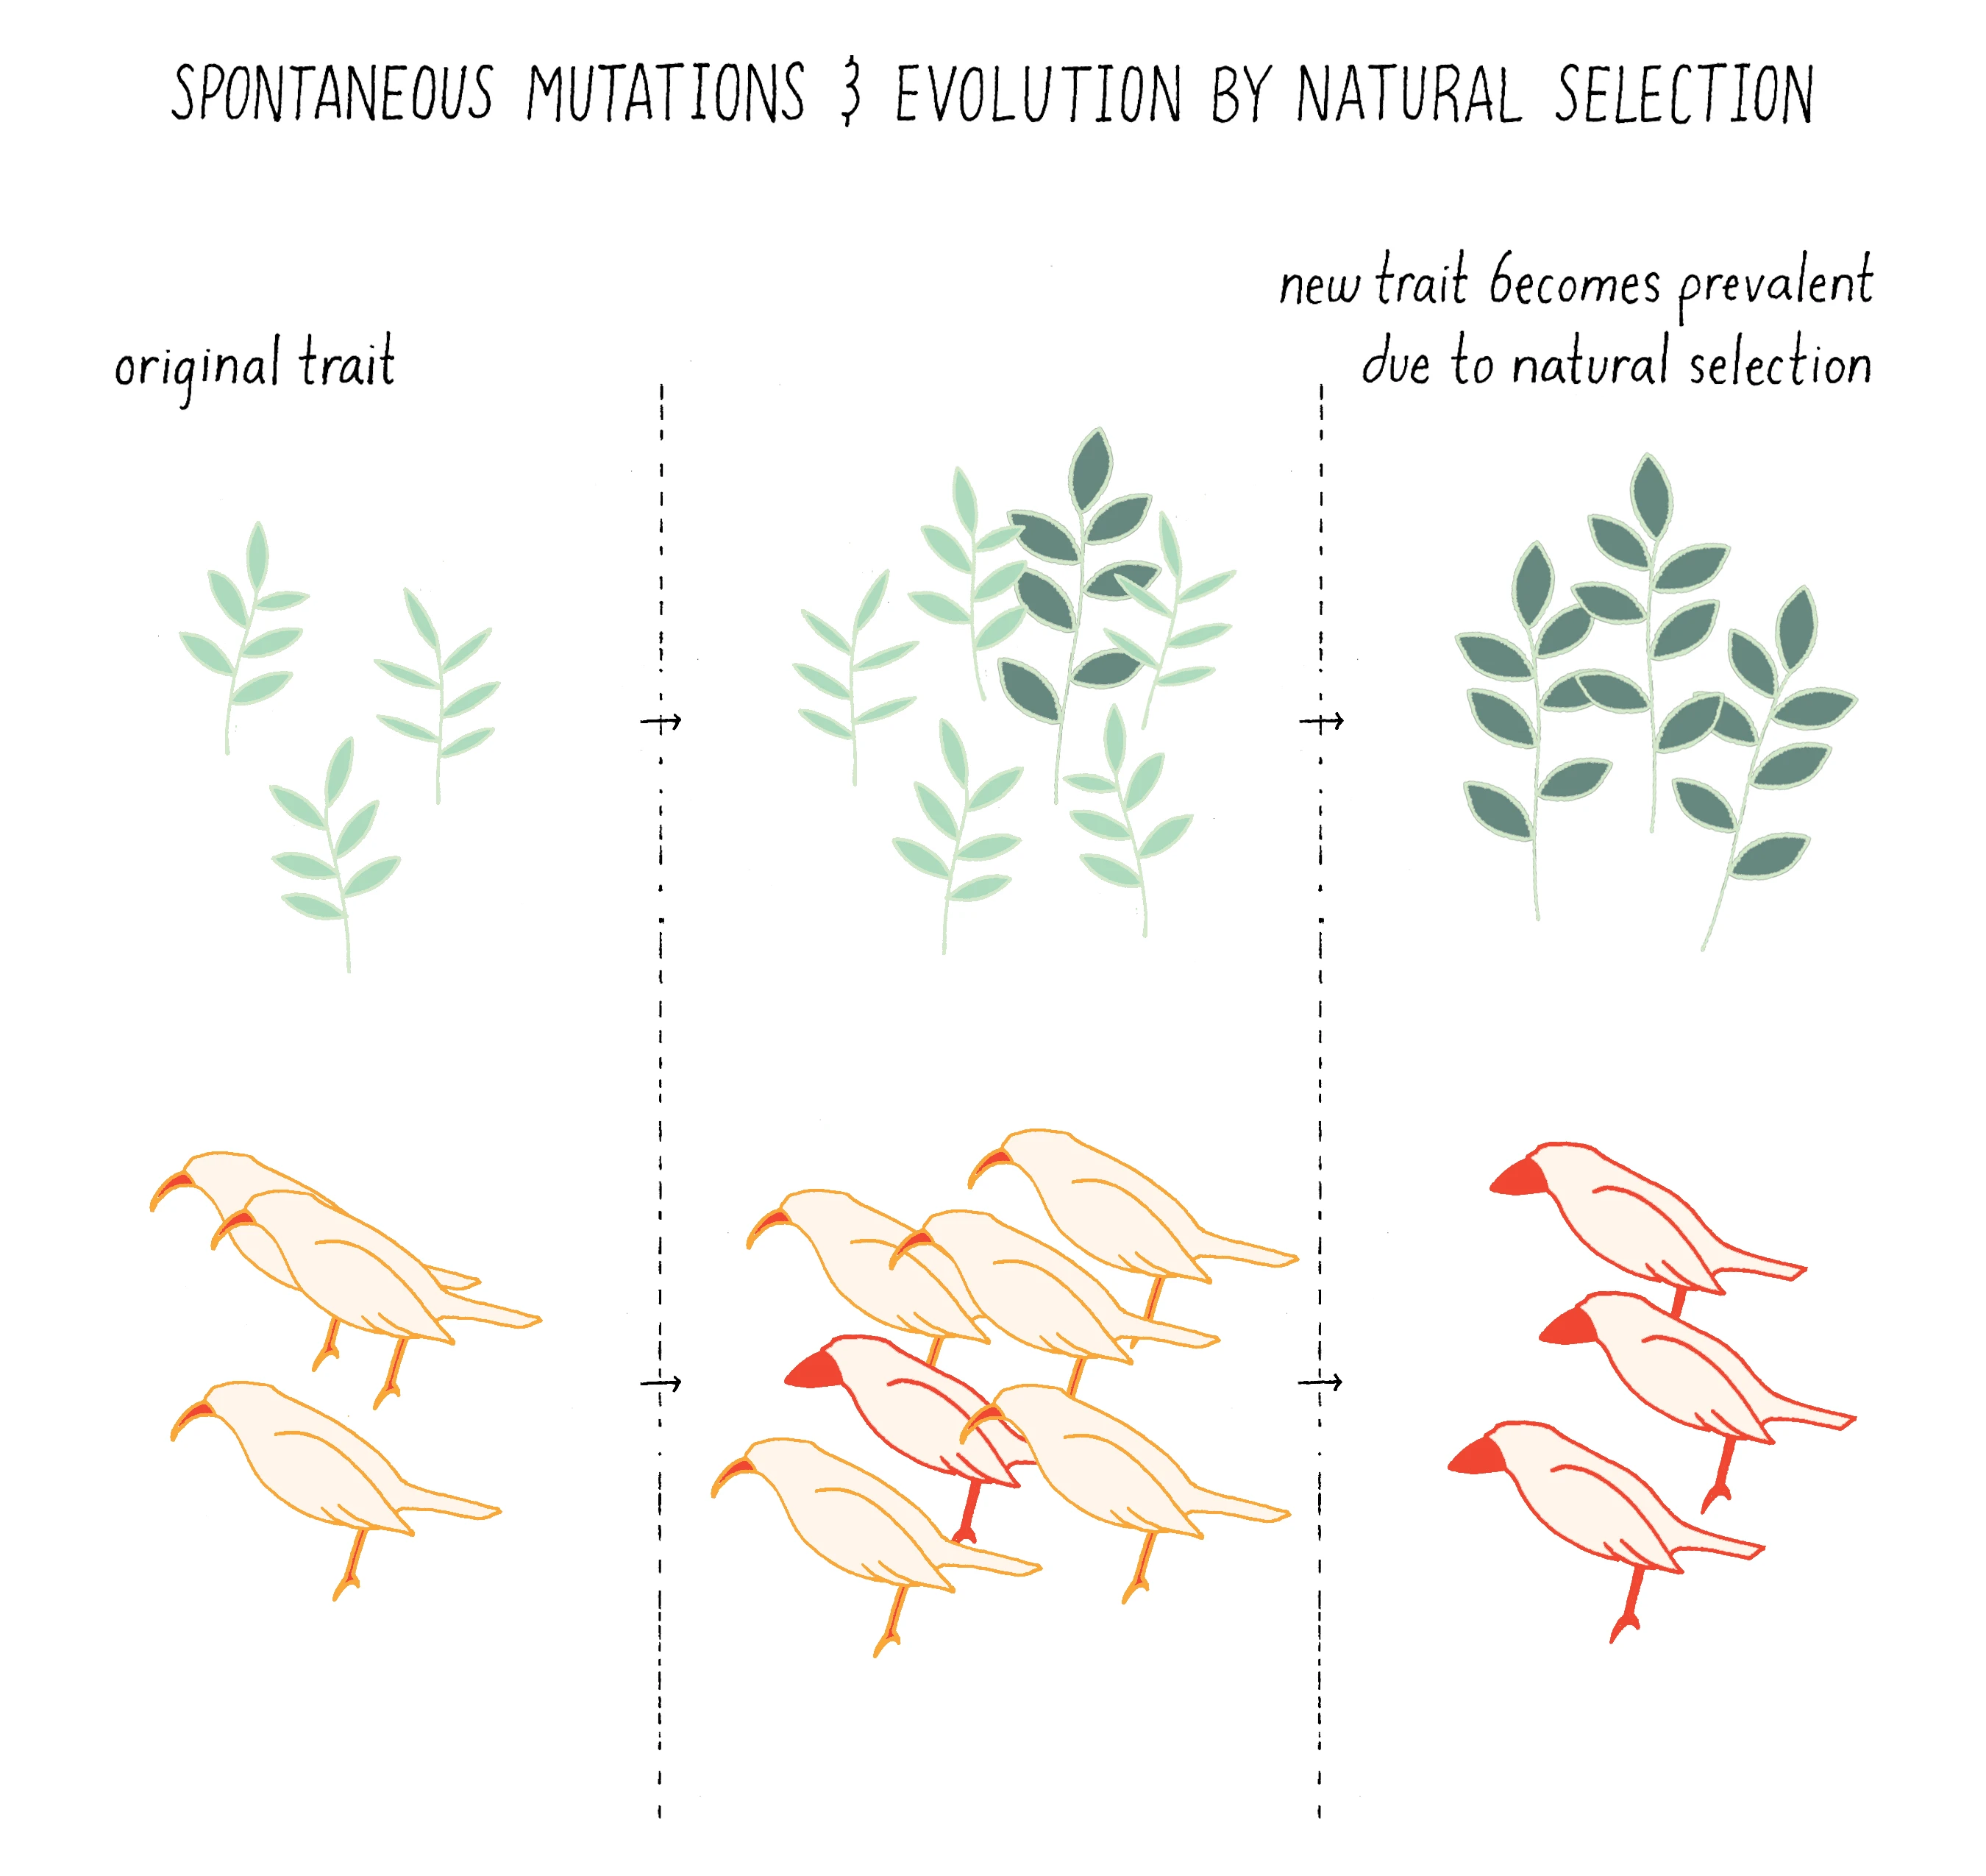 SPONTANEOUS MUTATIONS & EVOLUTION BY NATURAL SELECTION
original trait
new trait becomes prevalent
due to natural selection